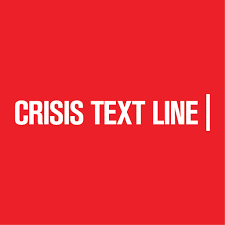 CRISIS TEXT LINE |